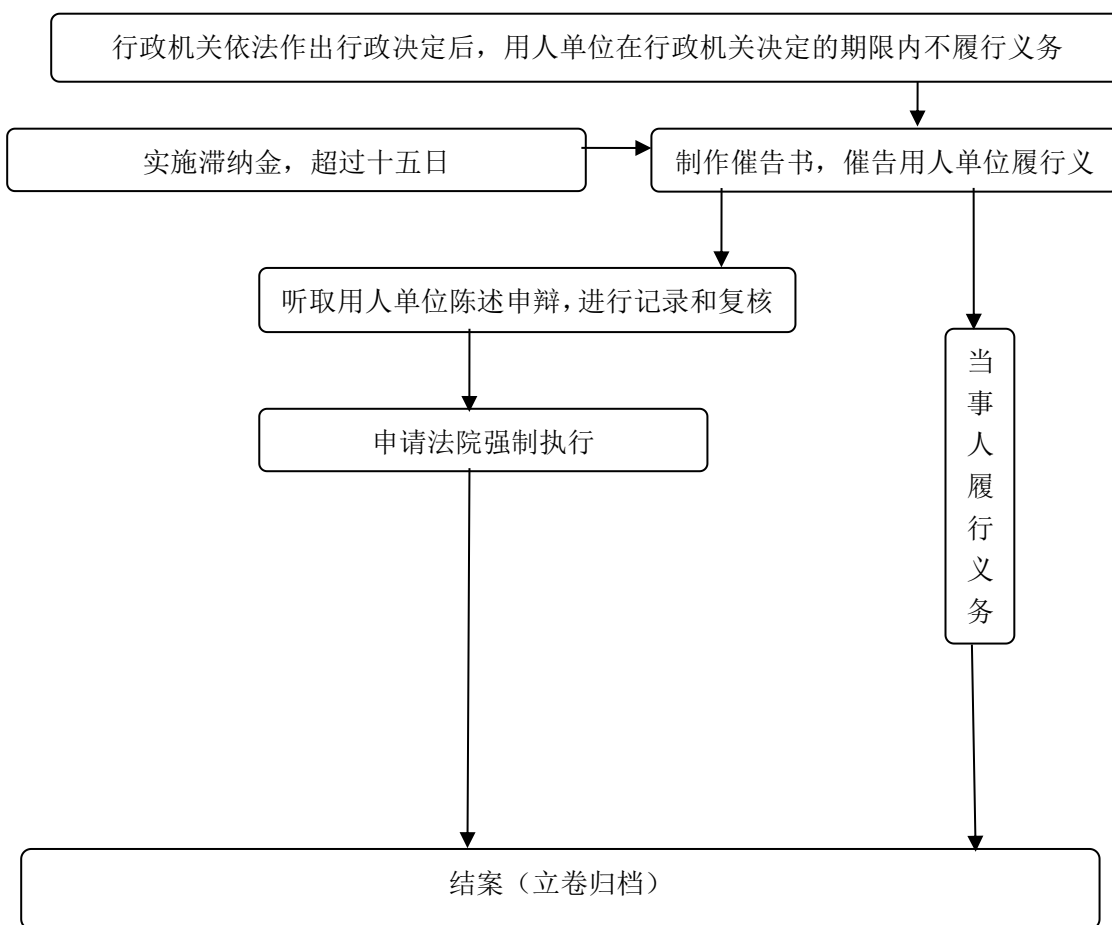 行政机关依法作出行政决定后，用人单位在行政机关决定的期限内不履行义务
实施滞纳金，超过十五日
制作催告书，催告用人单位履行义
听取用人单位陈述申辩，进行记录和复核
当事人履行义务
申请法院强制执行
结案（立卷归档）